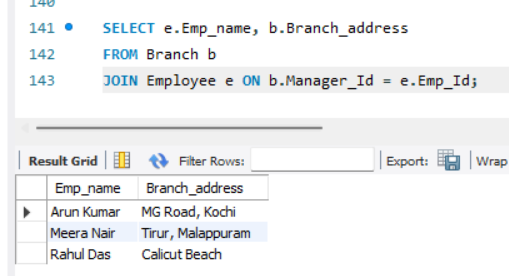 140
141 SELECT e.Emp_name, b.Branch_address
142 FROM Branch b
143 JOIN Employee e ON b.Manager_Id = e.Emp_Id;
Result Grid Filter Rows: Export: Wrap
Emp_name Branch_address
Arun Kumar MG Road, Kochi
Meera Nair Tirur, Malappuram
Rahul Das Calicut Beach